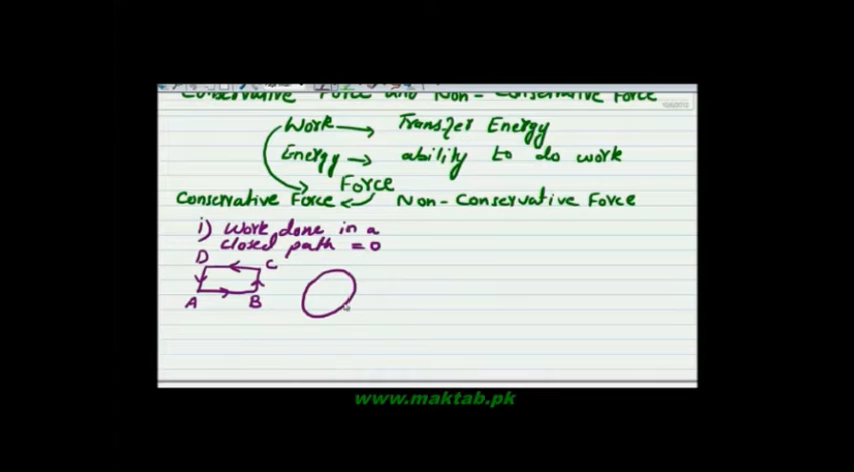 Conservative Force and Non-Conservative Force
Work → Transfer Energy
Energy → ability to do work
Force
Conservative Force ← Non-Conservative Force
i) Work done in a
closed path = 0
D C
A B
www.maktab.pk